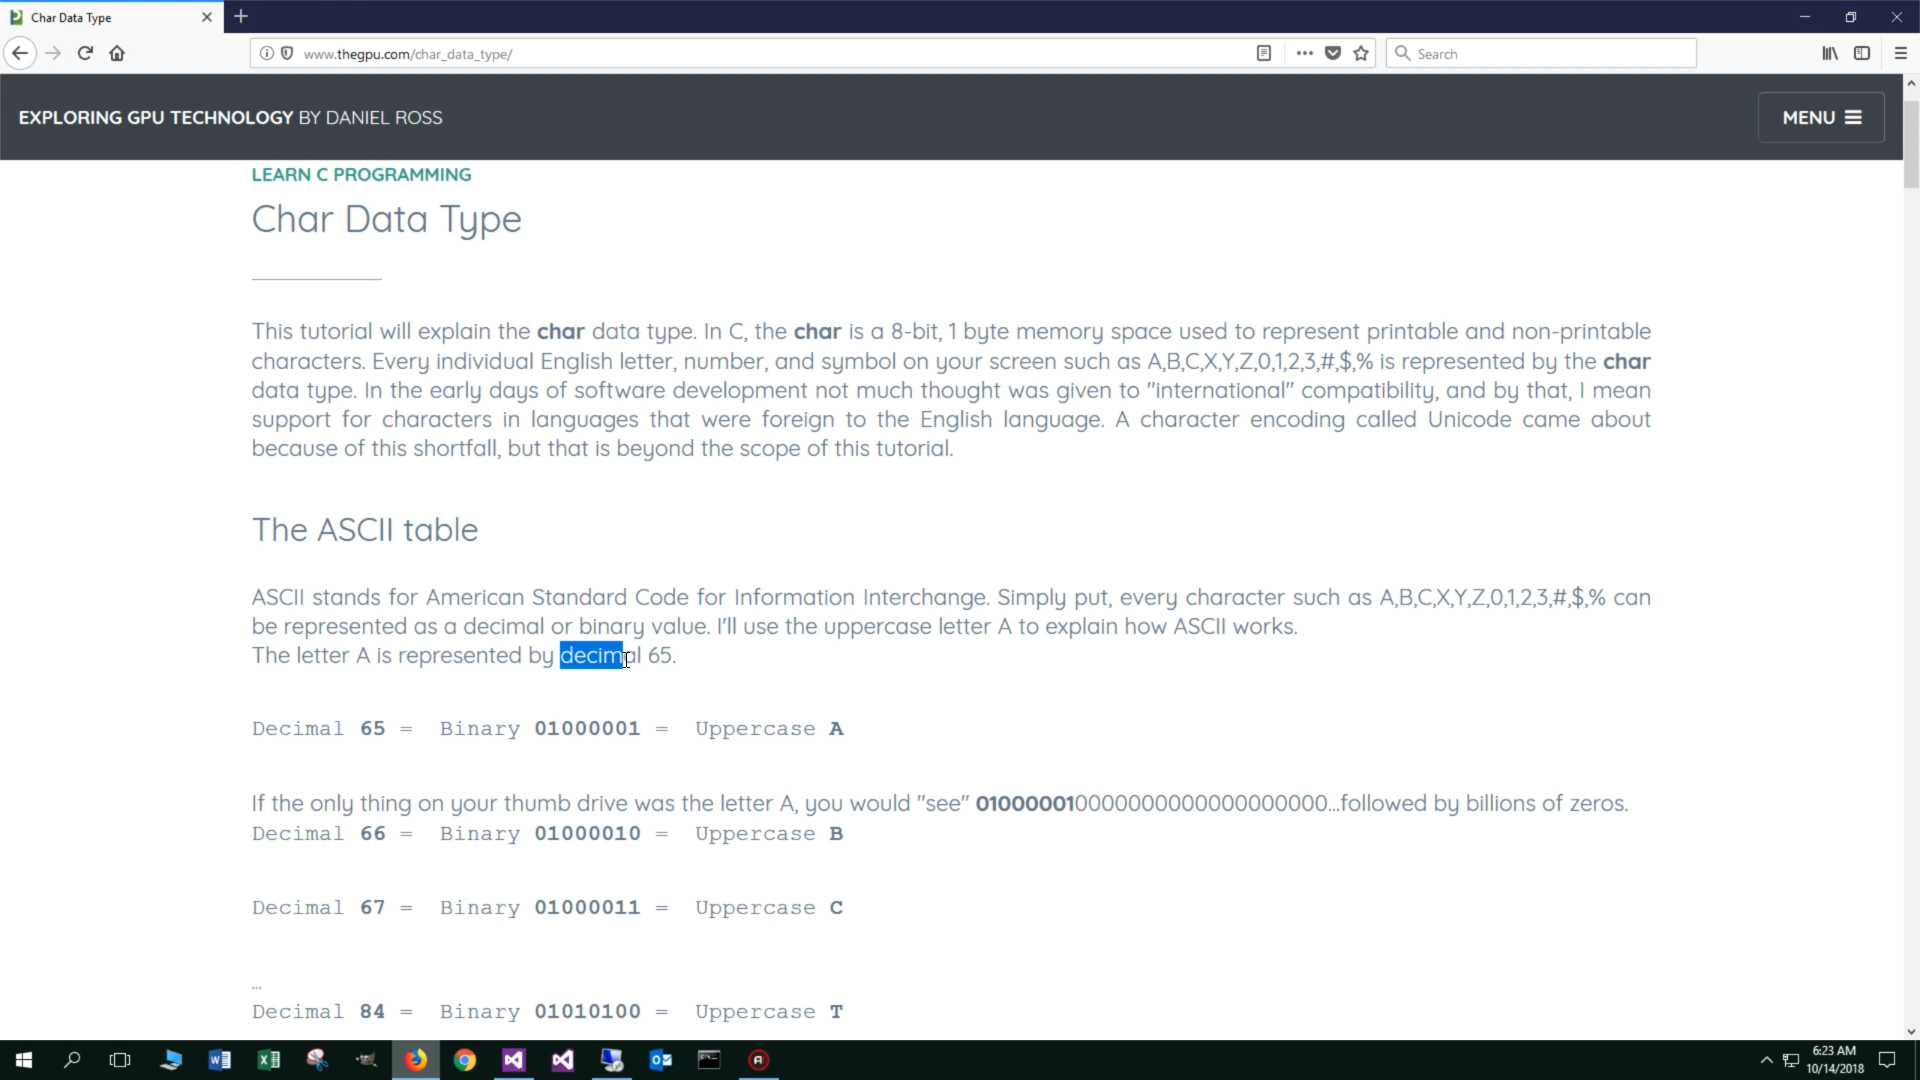 Char Data Type
www.thegpu.com/char_data_type/
Search
EXPLORING GPU TECHNOLOGY BY DANIEL ROSS
MENU
LEARN C PROGRAMMING
Char Data Type
This tutorial will explain the char data type. In C, the char is a 8-bit, 1 byte memory space used to represent printable and non-printable
characters. Every individual English letter, number, and symbol on your screen such as A,B,C,X,Y,Z,0,1,2,3,#,$,% is represented by the char
data type. In the early days of software development not much thought was given to "international" compatibility, and by that, I mean
support for characters in languages that were foreign to the English language. A character encoding called Unicode came about
because of this shortfall, but that is beyond the scope of this tutorial.
The ASCII table
ASCII stands for American Standard Code for Information Interchange. Simply put, every character such as A,B,C,X,Y,Z,0,1,2,3,#,$,% can
be represented as a decimal or binary value. I'll use the uppercase letter A to explain how ASCII works.
The letter A is represented by decimal 65.
Decimal 65 = Binary 01000001 = Uppercase A
If the only thing on your thumb drive was the letter A, you would "see" 0100000100000000000000000000...followed by billions of zeros.
Decimal 66 = Binary 01000010 = Uppercase B
Decimal 67 = Binary 01000011 = Uppercase C
...
Decimal 84 = Binary 01010100 = Uppercase T
6:23 AM
10/14/2018